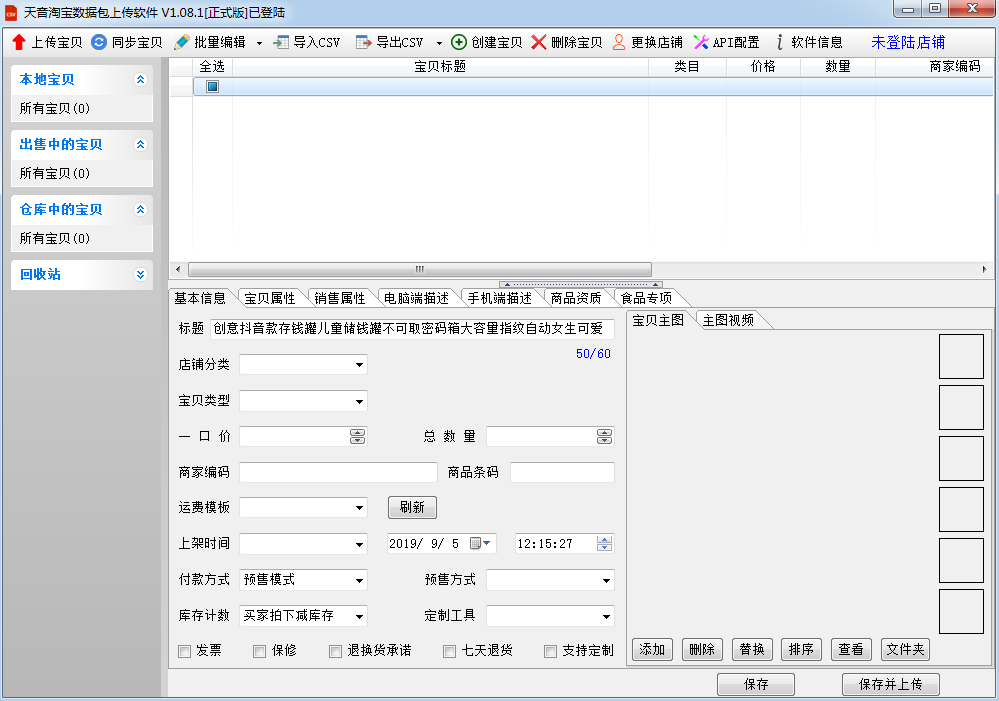 天音淘宝数据包上传软件 V1.08.1[正式版]已登陆
上传宝贝 同步宝贝 批量编辑 导入CSV 导出CSV 创建宝贝 删除宝贝 更换店铺 API配置 软件信息 未登陆店铺
本地宝贝
所有宝贝(0)
出售中的宝贝
所有宝贝(0)
仓库中的宝贝
所有宝贝(0)
回收站
全选 宝贝标题 类目 价格 数量 商家编码
基本信息 宝贝属性 销售属性 电脑端描述 手机端描述 商品资质 食品专项
标题 创意抖音款存钱罐儿童储钱罐不可取密码箱大容量指纹自动女生可爱
50/60
店铺分类
宝贝类型
一 口 价 总 数 量
商家编码 商品条码
运费模板 刷新
上架时间 2019/ 9/ 5 12:15:27
付款方式 预售模式 预售方式
库存计数 买家拍下减库存 定制工具
发票 保修 退换货承诺 七天退货 支持定制
宝贝主图 主图视频
添加 删除 替换 排序 查看 文件夹
保存 保存并上传